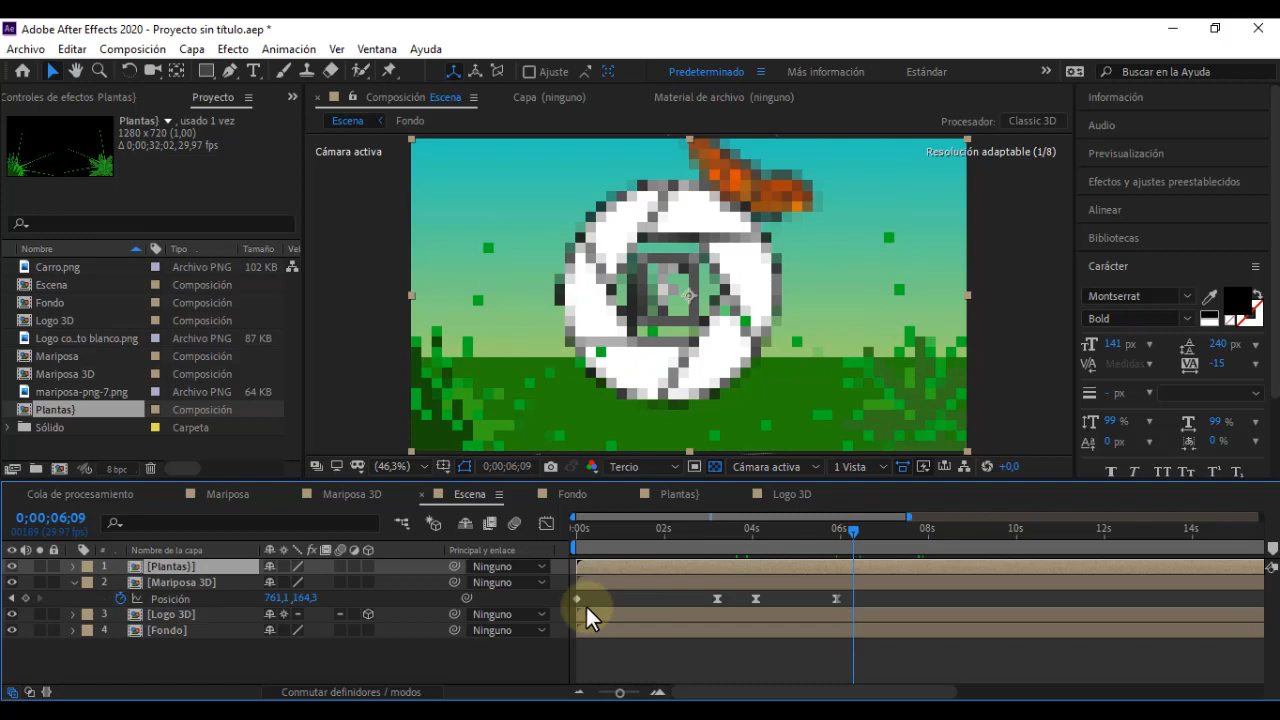 Adobe After Effects 2020 - Proyecto sin título.aep *
Archivo Editar Composición Capa Efecto Animación Ver Ventana Ayuda
Ajuste Predeterminado Más información Estándar Buscar en la Ayuda
Controles de efectos Plantas} Proyecto
Composición Escena Capa (ninguno) Material de archivo (ninguno)
Información
Plantas} , usado 1 vez
1280 x 720 (1,00)
Δ 0;00;32;02, 29,97 fps
Escena Fondo Procesador: Classic 3D
Audio
Cámara activa Resolución adaptable (1/8)
Previsualización
Efectos y ajustes preestablecidos
Alinear
Bibliotecas
Carácter
Nombre Tipo Tamaño
Carro.png Archivo PNG 102 KB
Escena Composición
Fondo Composición
Logo 3D Composición
Logo co...to blanco.png Archivo PNG 87 KB
Mariposa Composición
Mariposa 3D Composición
mariposa-png-7.png Archivo PNG 64 KB
Plantas} Composición
Sólido Carpeta
Montserrat
Bold
141 px 240 px
Medidas -15
- px
99 % 99 %
0 px 0 %
8 bpc
(46,3%) 0;00;06;09 Tercio Cámara activa 1 Vista +0,0
Cola de procesamiento Mariposa Mariposa 3D Escena Fondo Plantas} Logo 3D
0;00;06;09
00189 (29.97 fps)
:00s 02s 04s 06s 08s 10s 12s 14s
# Nombre de la capa Principal y enlace
1 [Plantas}] Ninguno
2 [Mariposa 3D] Ninguno
Posición 761,1 ,164,3
3 [Logo 3D] Ninguno
4 [Fondo] Ninguno
Conmutar definidores / modos